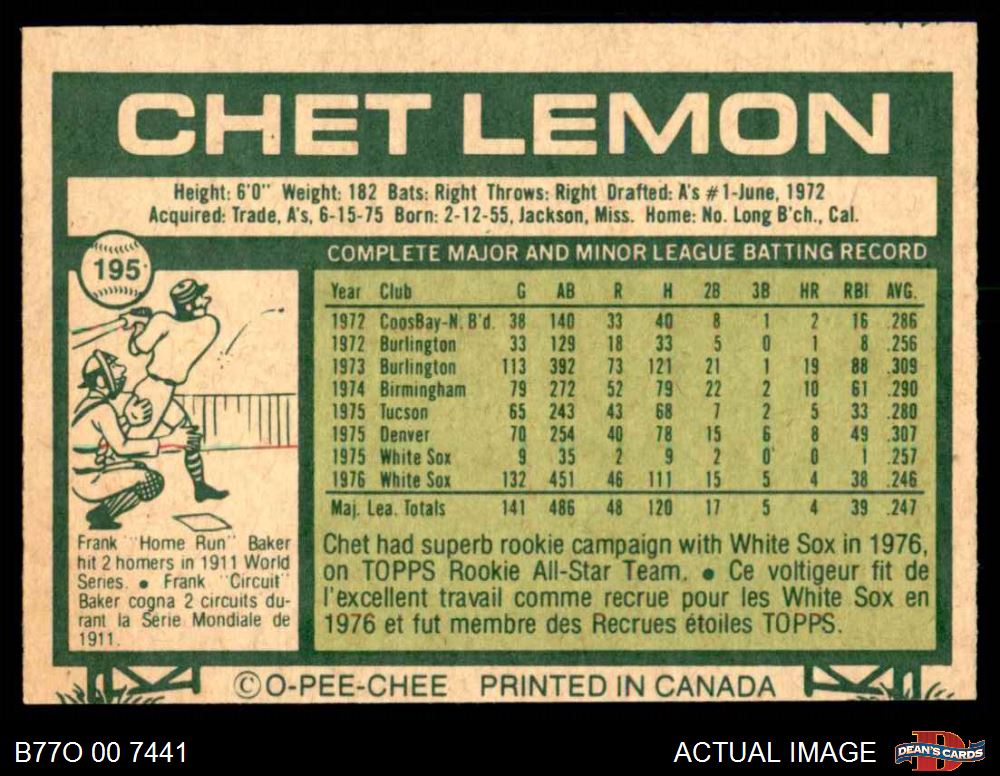 CHET LEMON
Height: 6'0" Weight: 182 Bats: Right Throws: Right Drafted: A's #1-June, 1972
Acquired: Trade, A's, 6-15-75 Born: 2-12-55, Jackson, Miss. Home: No. Long B'ch., Cal.
195
COMPLETE MAJOR AND MINOR LEAGUE BATTING RECORD
Year Club G AB R H 2B 3B HR RBI AVG.
1972 CoosBay-N. B'd. 38 140 33 40 8 1 2 16 .286
1972 Burlington 33 129 18 33 5 0 1 8 .256
1973 Burlington 113 392 73 121 21 1 19 88 .309
1974 Birmingham 79 272 52 79 22 2 10 61 .290
1975 Tucson 65 243 43 68 7 2 5 33 .280
1975 Denver 70 254 40 78 15 6 8 49 .307
1975 White Sox 9 35 2 9 2 0 0 1 .257
1976 White Sox 132 451 46 111 15 5 4 38 .246
Maj. Lea. Totals 141 486 48 120 17 5 4 39 .247
Frank "Home Run" Baker
hit 2 homers in 1911 World
Series. • Frank "Circuit"
Baker cogna 2 circuits du-
rant la Série Mondiale de
1911.
Chet had superb rookie campaign with White Sox in 1976,
on TOPPS Rookie All-Star Team. • Ce voltigeur fit de
l'excellent travail comme recrue pour les White Sox en
1976 et fut membre des Recrues étoiles TOPPS.
© O-PEE-CHEE PRINTED IN CANADA
B77O 00 7441
ACTUAL IMAGE
D
DEAN'S CARDS